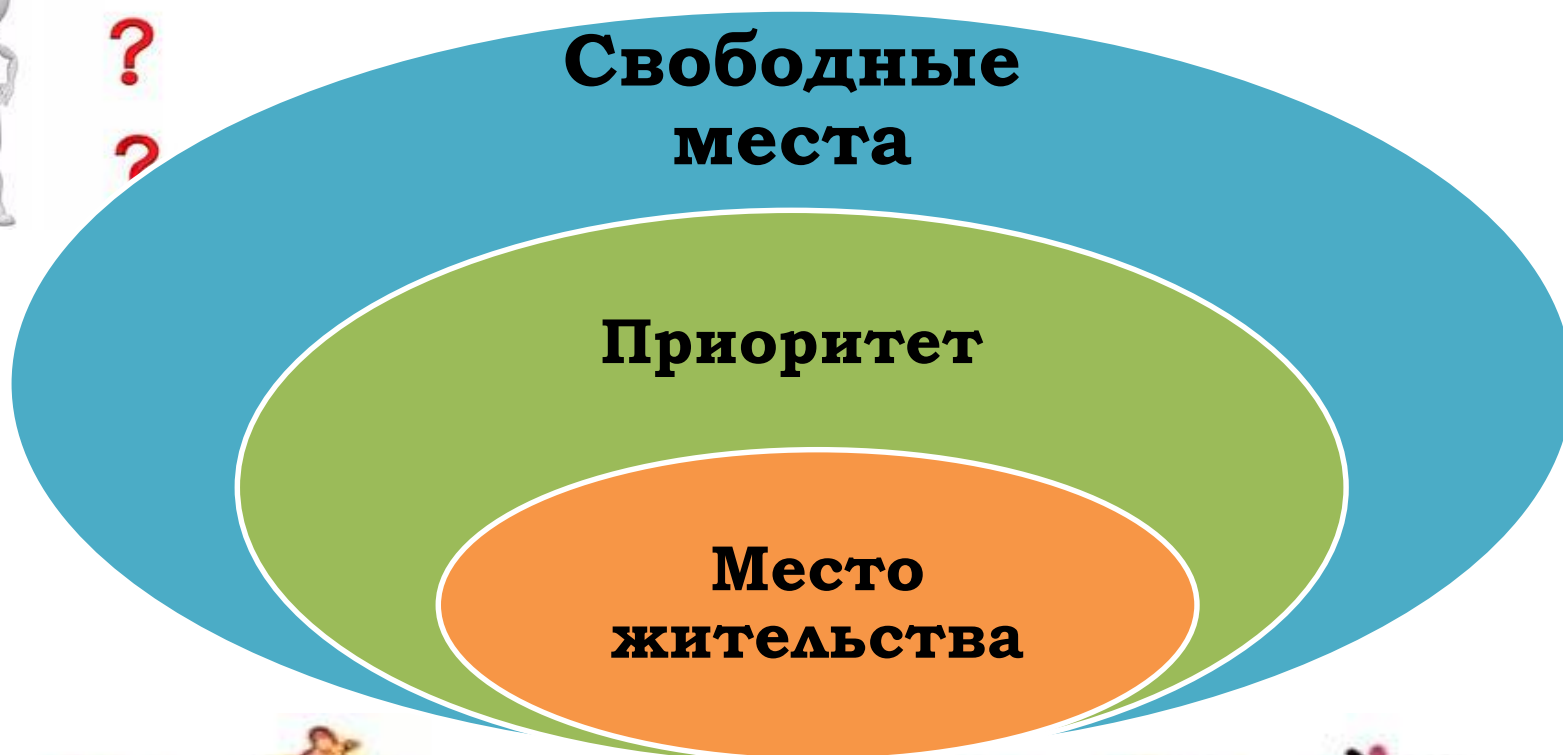 ?
?
Свободные
места
Приоритет
Место
жительства